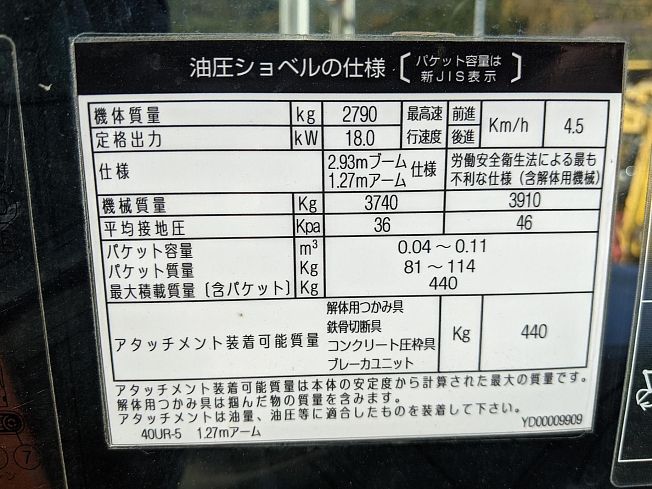 油圧ショベルの仕様 〔バケット容量は
新JIS表示〕
機体質量 kg 2790 最高速 前進 Km/h 4.5
定格出力 kW 18.0 行速度 後進
仕様 2.93mブーム 1.27mアーム 仕様 労働安全衛生法による最も
不利な仕様（含解体用機械）
機械質量 Kg 3740 3910
平均接地圧 Kpa 36 46
バケット容量 m³ 0.04～0.11
バケット質量 Kg 81～114
最大積載質量〔含バケット〕 Kg 440
アタッチメント装着可能質量 解体用つかみ具
鉄骨切断具
コンクリート圧枠具
ブレーカユニット
Kg 440
アタッチメント装着可能質量は本体の安定度から計算された最大の質量です。
解体用つかみ具は掴んだ物の質量を含みます。
アタッチメントは油量、油圧等に適合したものを装着して下さい。
40UR-5 1.27mアーム YD00009909
7